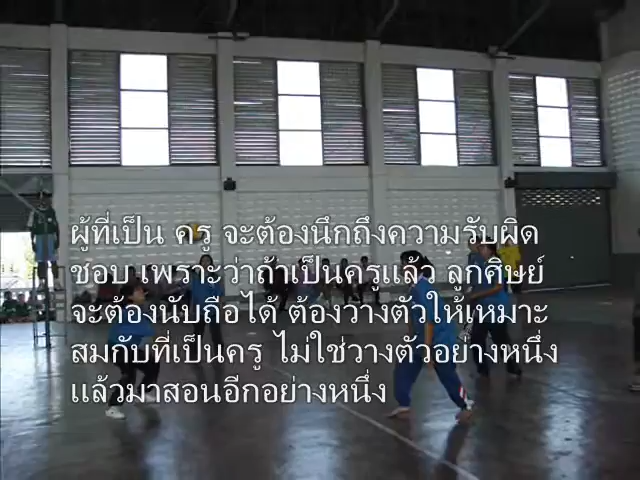 ผู้ที่เป็น ครู จะต้องนึกถึงความรับผิด
ชอบ เพราะว่าถ้าเป็นครูแล้ว ลูกศิษย์
จะต้องนับถือได้ ต้องวางตัวให้เหมาะ
สมกับที่เป็นครู ไม่ใช่วางตัวอย่างหนึ่ง
แล้วมาสอนอีกอย่างหนึ่ง